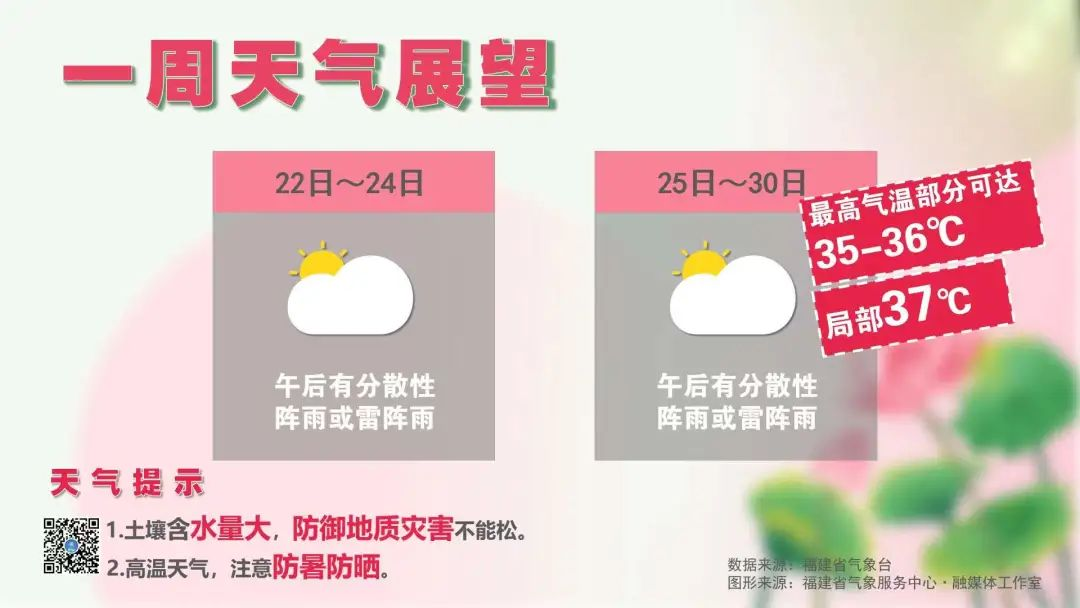 一周天气展望
22日～24日
午后有分散性
阵雨或雷阵雨
25日～30日
最高气温部分可达
35-36℃
局部37℃
午后有分散性
阵雨或雷阵雨
天气提示
1.土壤含水量大，防御地质灾害不能松。
2.高温天气，注意防暑防晒。
数据来源：福建省气象台
图形来源：福建省气象服务中心·融媒体工作室